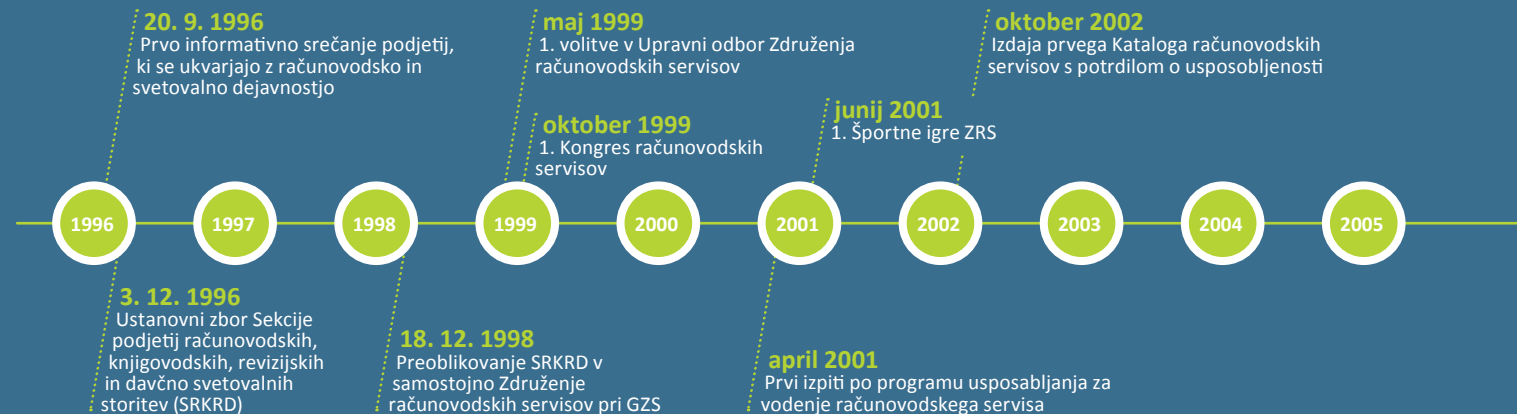 20. 9. 1996
Prvo informativno srečanje podjetij,
ki se ukvarjajo z računovodsko in
svetovalno dejavnostjo
maj 1999
1. volitve v Upravni odbor Združenja
računovodskih servisov
oktober 2002
Izdaja prvega Kataloga računovodskih
servisov s potrdilom o usposobljenosti
oktober 1999
1. Kongres računovodskih
servisov
junij 2001
1. Športne igre ZRS
1996
1997
1998
1999
2000
2001
2002
2003
2004
2005
3. 12. 1996
Ustanovni zbor Sekcije
podjetij računovodskih,
knjigovodskih, revizijskih
in davčno svetovalnih
storitev (SRKRD)
18. 12. 1998
Preoblikovanje SRKRD v
samostojno Združenje
računovodskih servisov pri GZS
april 2001
Prvi izpiti po programu usposabljanja za
vodenje računovodskega servisa